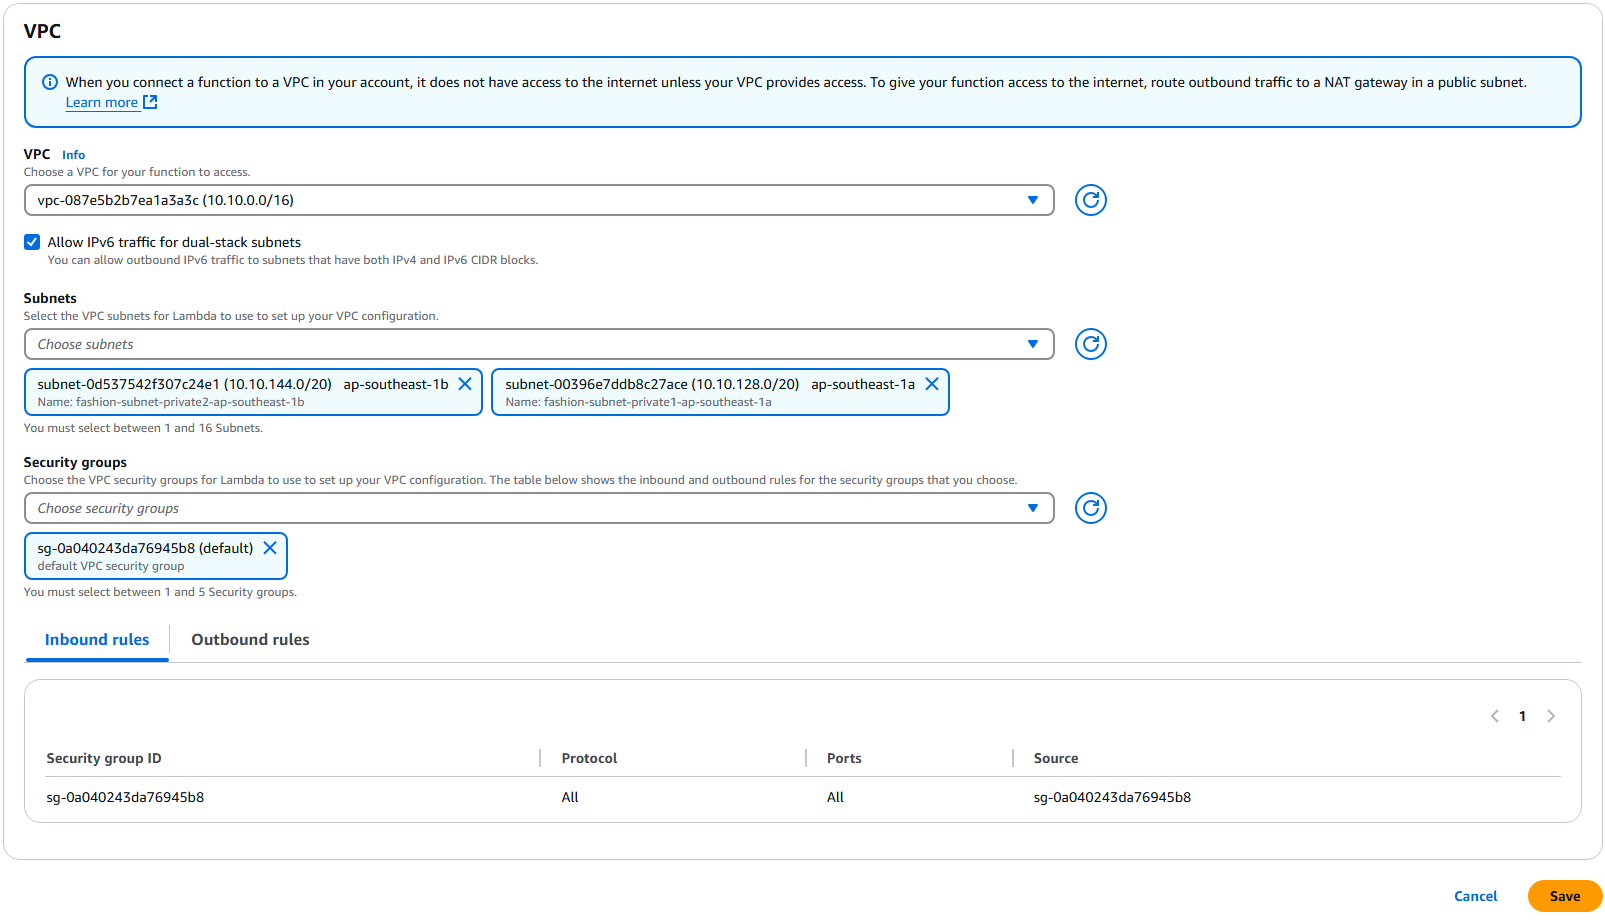 VPC
When you connect a function to a VPC in your account, it does not have access to the internet unless your VPC provides access. To give your function access to the internet, route outbound traffic to a NAT gateway in a public subnet.
Learn more
VPC Info
Choose a VPC for your function to access.
vpc-087e5b2b7ea1a3a3c (10.10.0.0/16)
Allow IPv6 traffic for dual-stack subnets
You can allow outbound IPv6 traffic to subnets that have both IPv4 and IPv6 CIDR blocks.
Subnets
Select the VPC subnets for Lambda to use to set up your VPC configuration.
Choose subnets
subnet-0d537542f307c24e1 (10.10.144.0/20) ap-southeast-1b
Name: fashion-subnet-private2-ap-southeast-1b
subnet-00396e7ddb8c27ace (10.10.128.0/20) ap-southeast-1a
Name: fashion-subnet-private1-ap-southeast-1a
You must select between 1 and 16 Subnets.
Security groups
Choose the VPC security groups for Lambda to use to set up your VPC configuration. The table below shows the inbound and outbound rules for the security groups that you choose.
Choose security groups
sg-0a040243da76945b8 (default)
default VPC security group
You must select between 1 and 5 Security groups.
Inbound rules Outbound rules
1
Security group ID Protocol Ports Source
sg-0a040243da76945b8 All All sg-0a040243da76945b8
Cancel Save